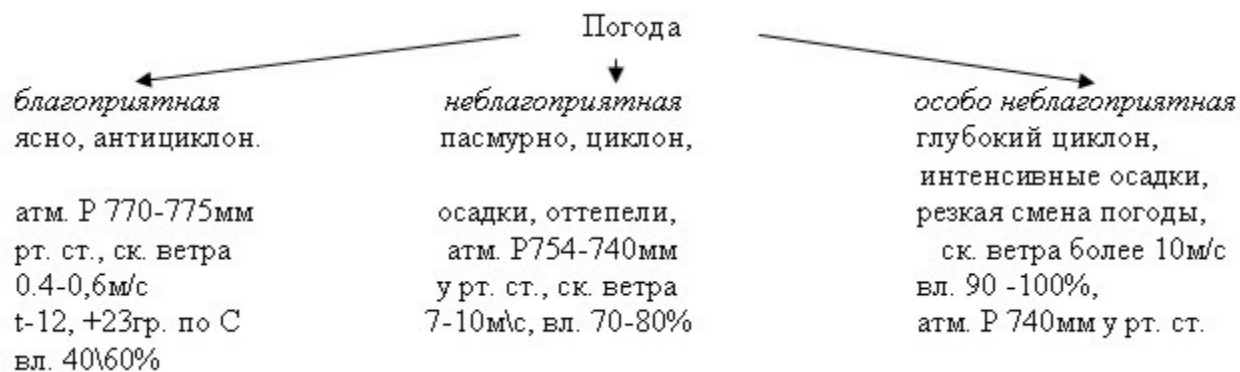 Погода
благоприятная
ясно, антициклон.
атм. Р 770-775мм
рт. ст., ск. ветра
0.4-0,6м/с
t-12, +23гр. по С
вл. 40\60%
неблагоприятная
пасмурно, циклон,
осадки, оттепели,
атм. Р754-740мм
у рт. ст., ск. ветра
7-10м\с, вл. 70-80%
особо неблагоприятная
глубокий циклон,
интенсивные осадки,
резкая смена погоды,
ск. ветра более 10м/с
вл. 90 -100%,
атм. Р 740мм у рт. ст.